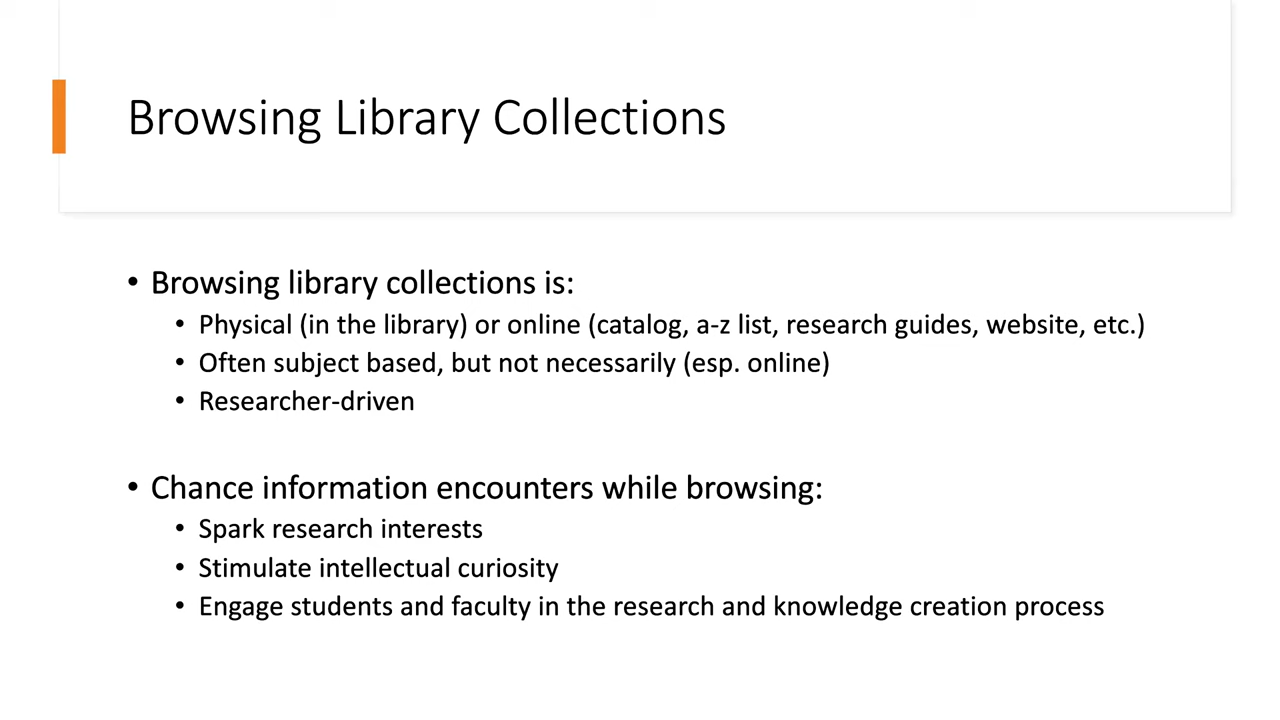 Browsing Library Collections
• Browsing library collections is:
• Physical (in the library) or online (catalog, a-z list, research guides, website, etc.)
• Often subject based, but not necessarily (esp. online)
• Researcher-driven
• Chance information encounters while browsing:
• Spark research interests
• Stimulate intellectual curiosity
• Engage students and faculty in the research and knowledge creation process